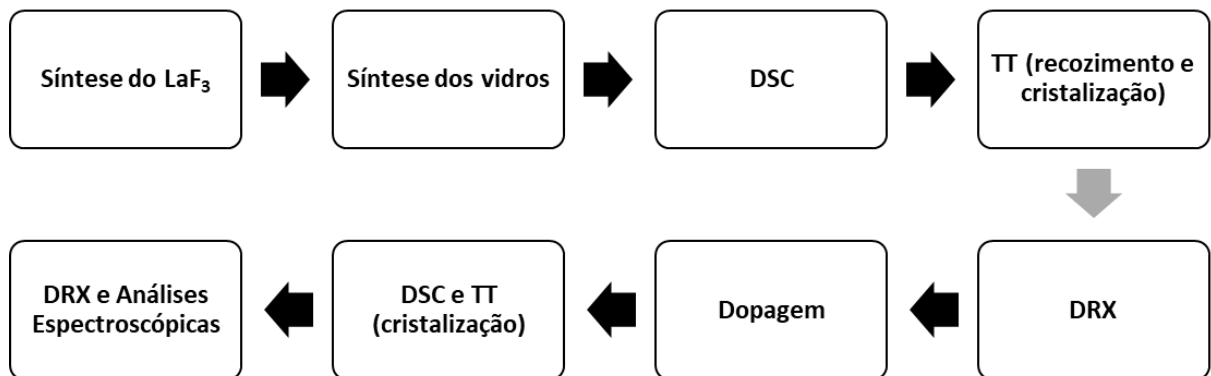 Síntese do LaF₃
Síntese dos vidros
DSC
TT (recozimento e
cristalização)
DRX
Dopagem
DSC e TT
(cristalização)
DRX e Análises
Espectroscópicas